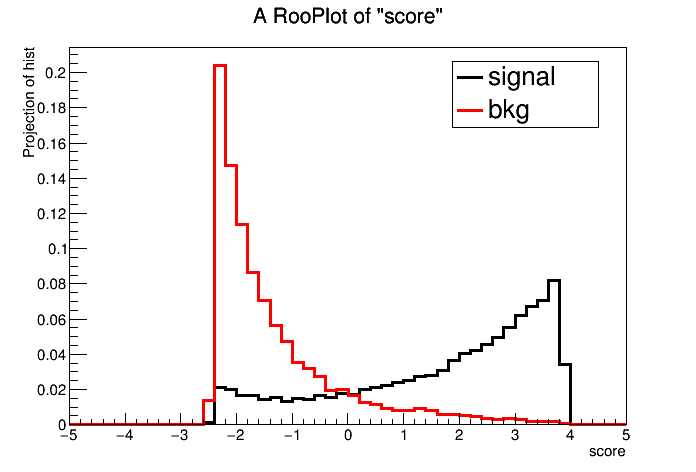 A RooPlot of "score"
Projection of hist
signal
bkg
0.2
0.18
0.16
0.14
0.12
0.1
0.08
0.06
0.04
0.02
0
−5 −4 −3 −2 −1 0 1 2 3 4 5
score